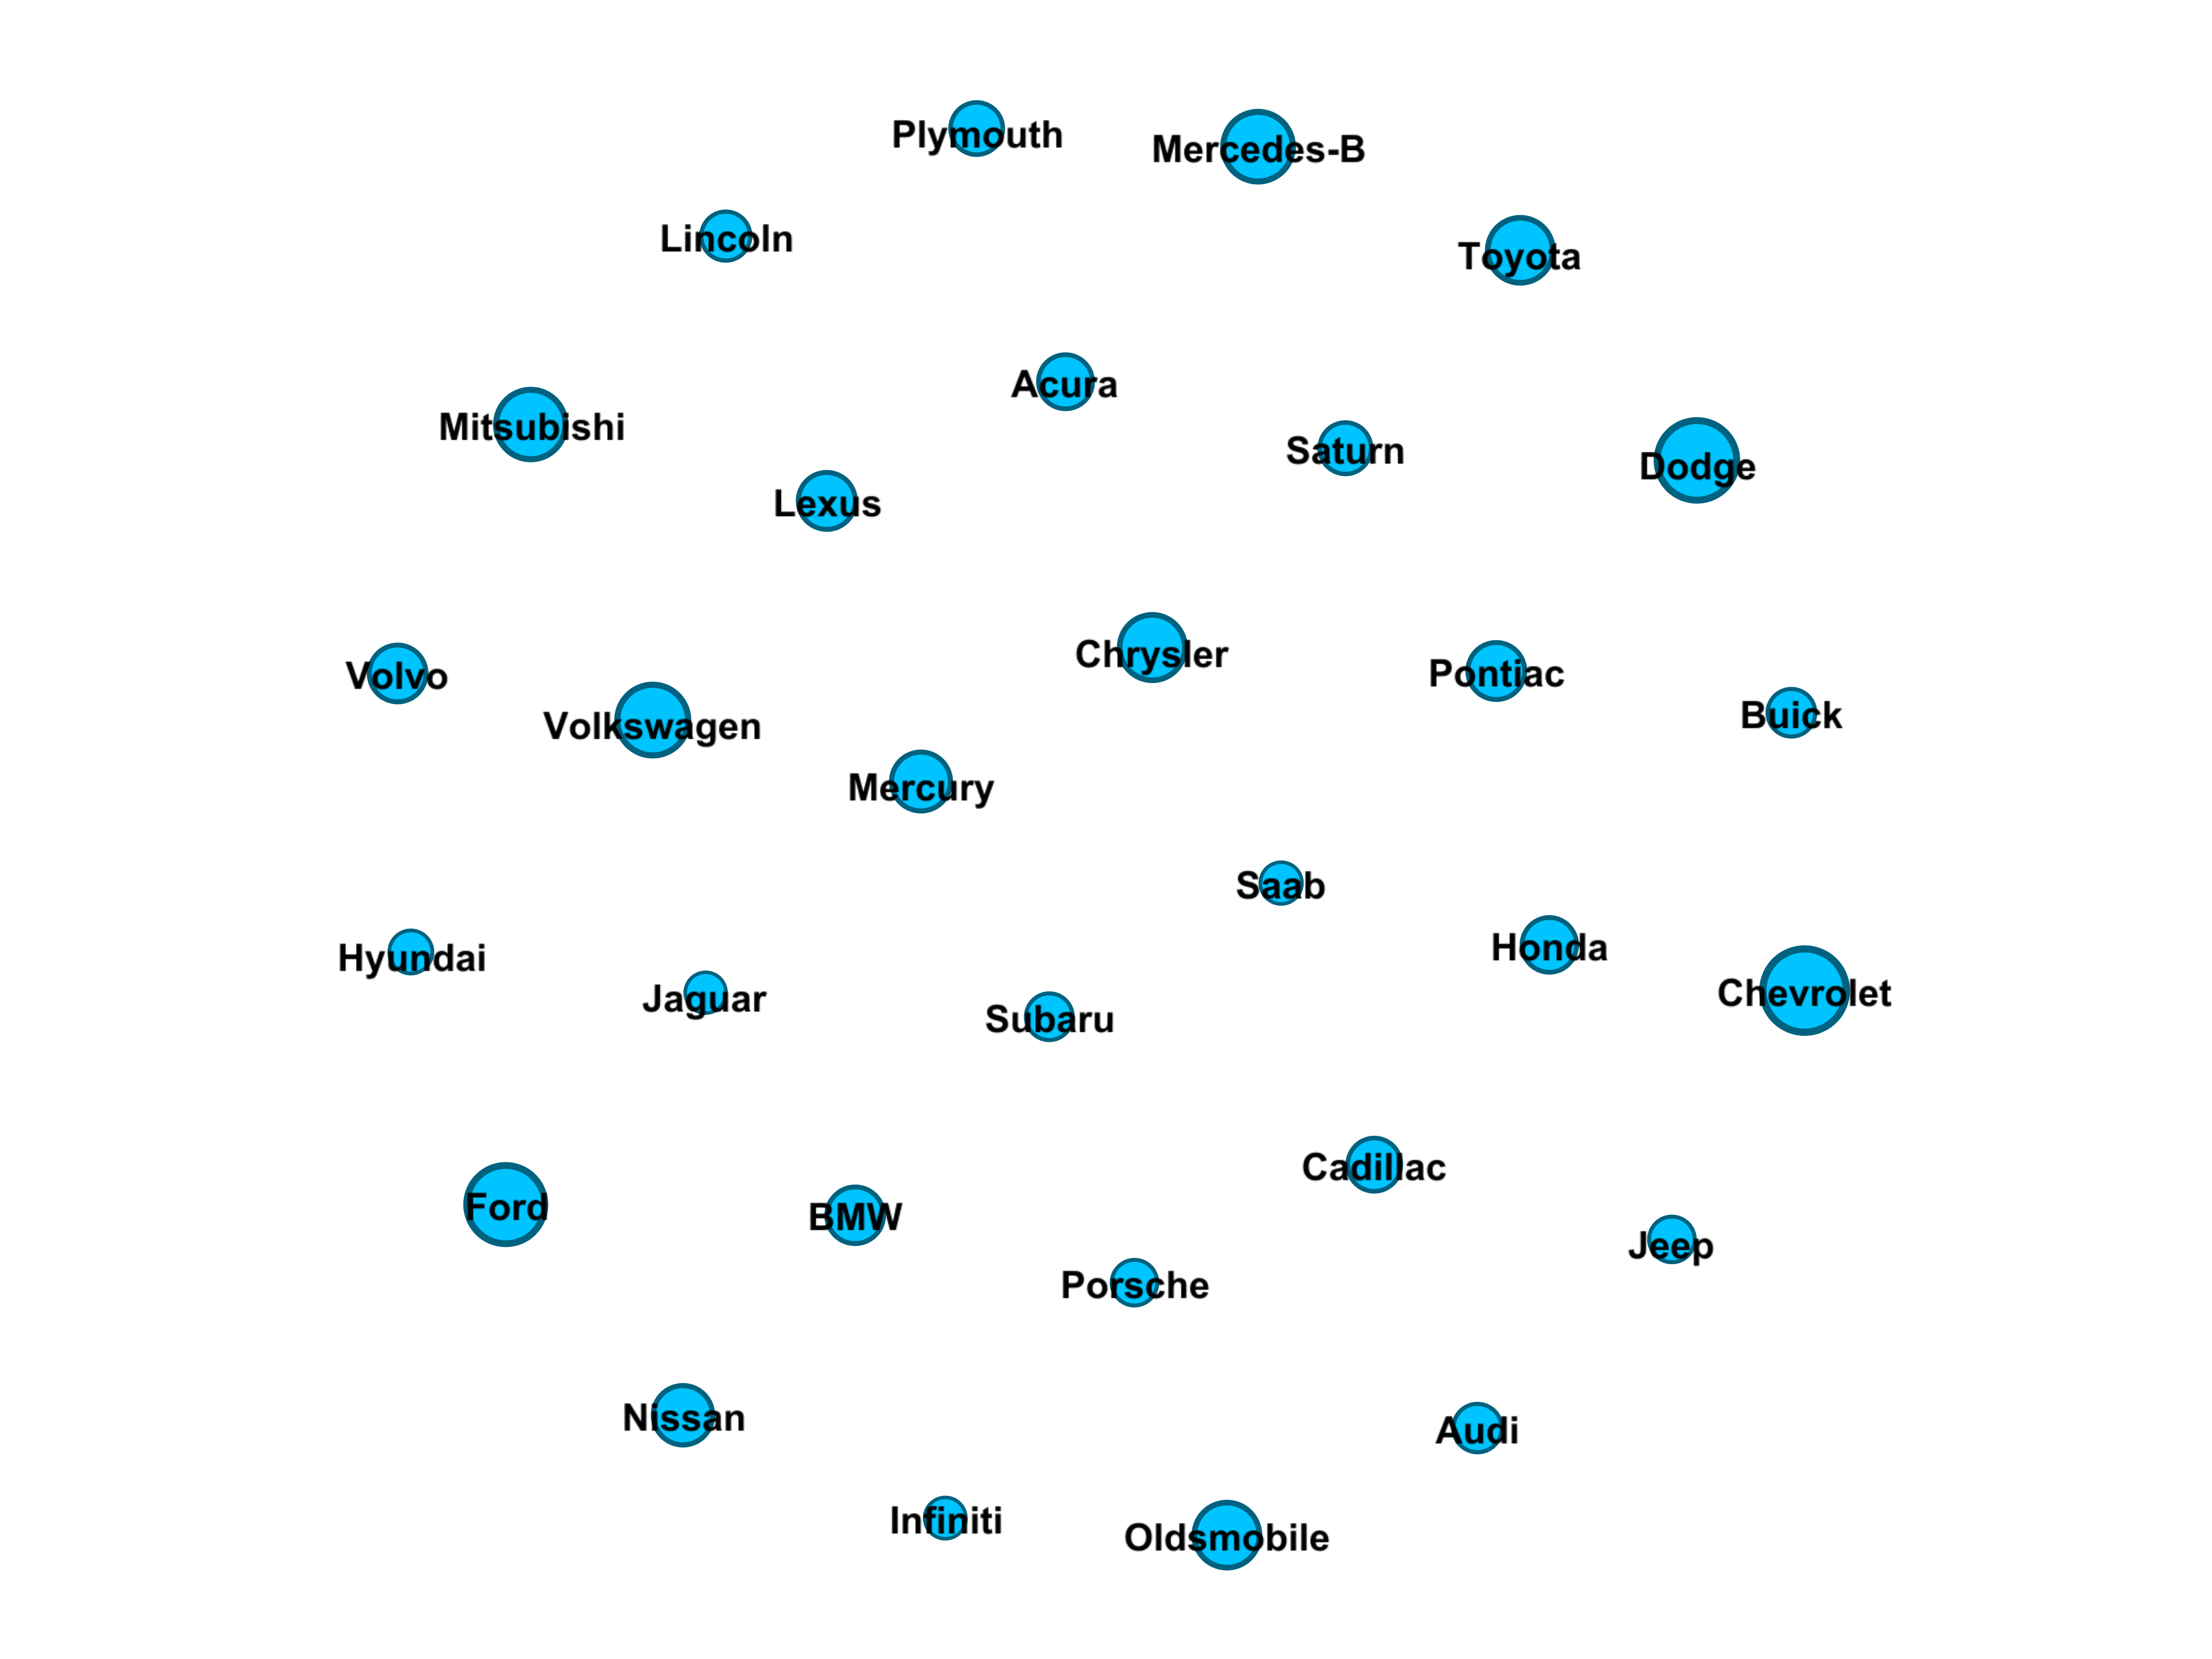 Plymouth
Mercedes-B
Lincoln
Toyota
Acura
Mitsubishi
Saturn
Dodge
Lexus
Chrysler
Pontiac
Volvo
Buick
Volkswagen
Mercury
Saab
Honda
Hyundai
Chevrolet
Jaguar
Subaru
Cadillac
Ford
BMW
Jeep
Porsche
Nissan
Audi
Infiniti
Oldsmobile